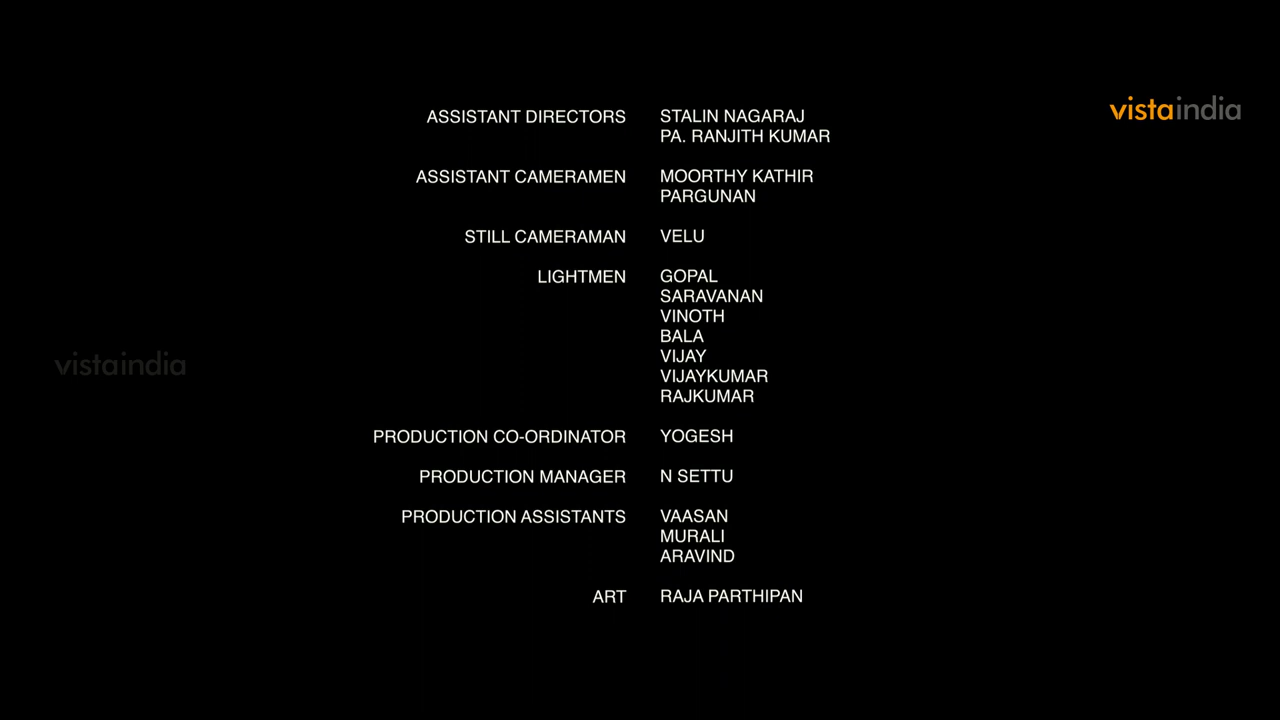 vistaindia
ASSISTANT DIRECTORS STALIN NAGARAJ
PA. RANJITH KUMAR
ASSISTANT CAMERAMEN MOORTHY KATHIR
PARGUNAN
STILL CAMERAMAN VELU
LIGHTMEN GOPAL
SARAVANAN
VINOTH
BALA
VIJAY
vistaindia
VIJAYKUMAR
RAJKUMAR
PRODUCTION CO-ORDINATOR YOGESH
PRODUCTION MANAGER N SETTU
PRODUCTION ASSISTANTS VAASAN
MURALI
ARAVIND
ART RAJA PARTHIPAN